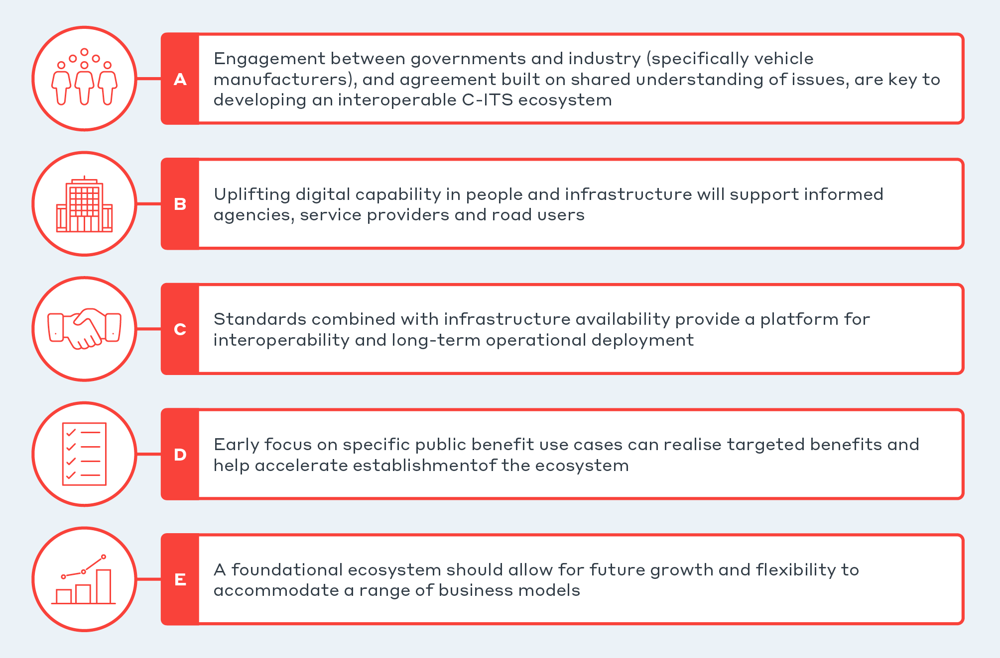 A
Engagement between governments and industry (specifically vehicle
manufacturers), and agreement built on shared understanding of issues, are key to
developing an interoperable C-ITS ecosystem
B
Uplifting digital capability in people and infrastructure will support informed
agencies, service providers and road users
C
Standards combined with infrastructure availability provide a platform for
interoperability and long-term operational deployment
D
Early focus on specific public benefit use cases can realise targeted benefits and
help accelerate establishmentof the ecosystem
E
A foundational ecosystem should allow for future growth and flexibility to
accommodate a range of business models